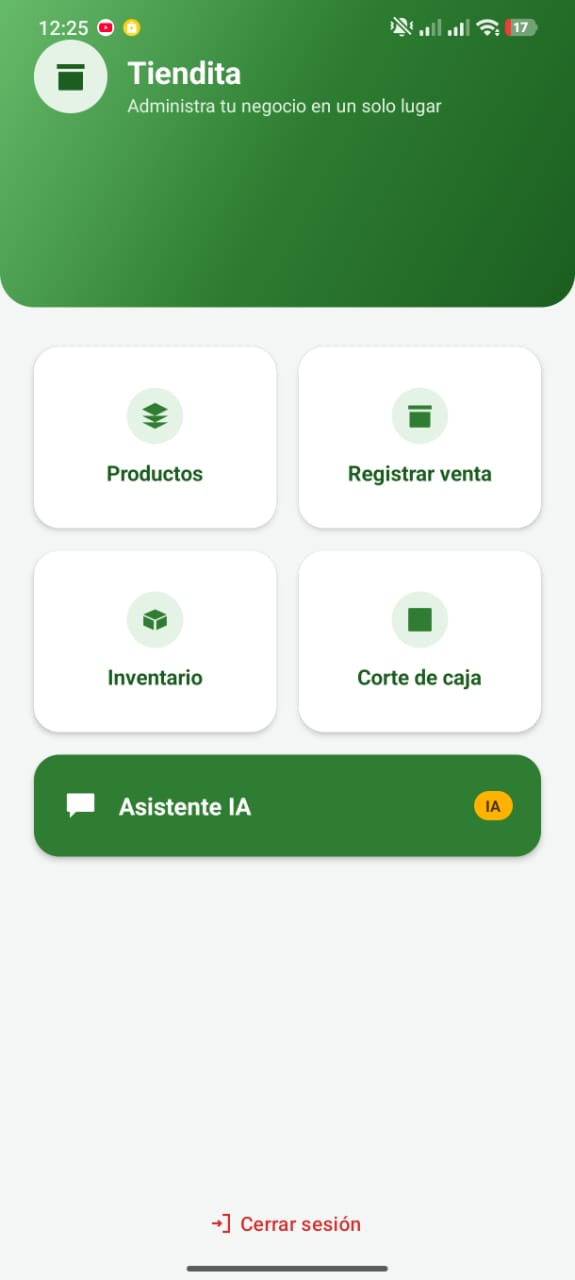 12:25
17
Tiendita
Administra tu negocio en un solo lugar
Productos
Registrar venta
Inventario
Corte de caja
Asistente IA
IA
Cerrar sesión